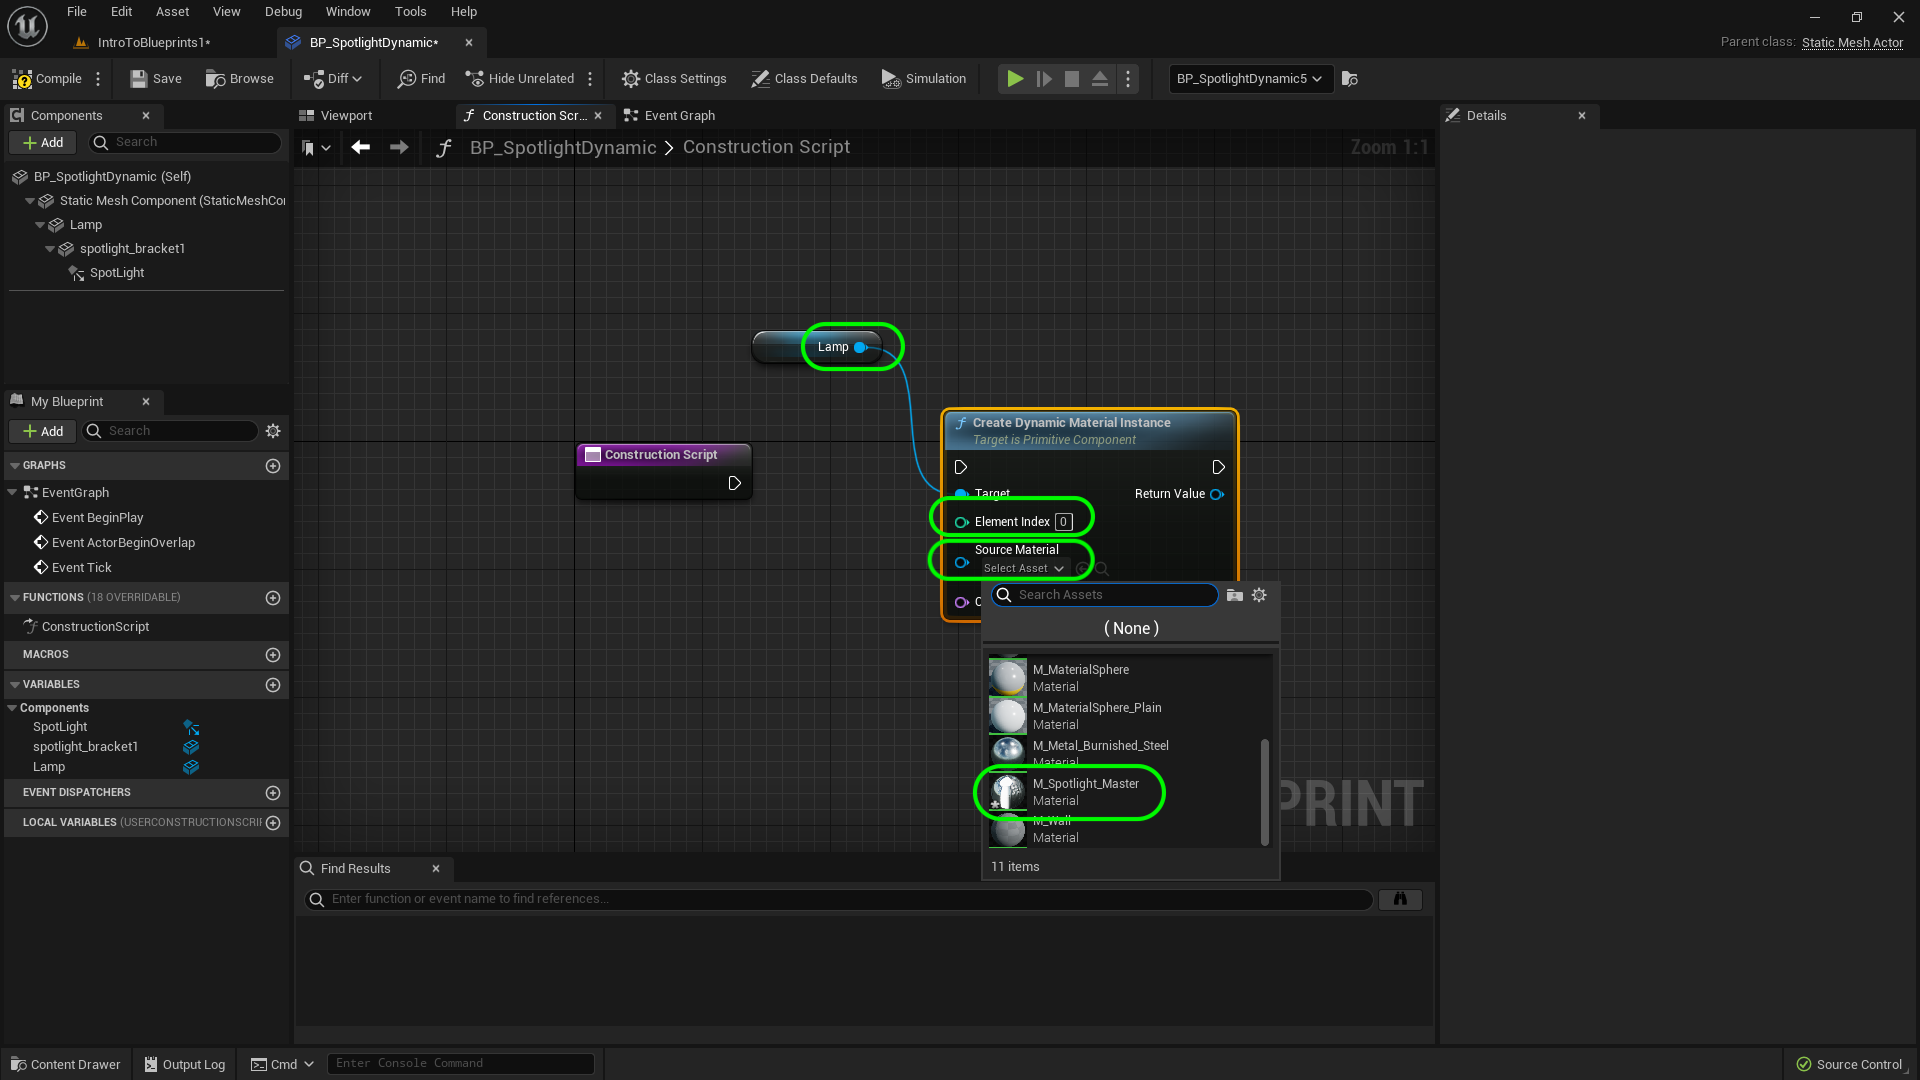 File Edit Asset View Debug Window Tools Help
IntroToBlueprints1*
BP_SpotlightDynamic*
Parent class: Static Mesh Actor
Compile
Save
Browse
Diff
Find
Hide Unrelated
Class Settings
Class Defaults
Simulation
BP_SpotlightDynamic5
Components
Add
Search
BP_SpotlightDynamic (Self)
Static Mesh Component (StaticMeshCo
Lamp
spotlight_bracket1
SpotLight
My Blueprint
Add
Search
GRAPHS
EventGraph
Event BeginPlay
Event ActorBeginOverlap
Event Tick
FUNCTIONS (18 OVERRIDABLE)
ConstructionScript
MACROS
VARIABLES
Components
SpotLight
spotlight_bracket1
Lamp
EVENT DISPATCHERS
LOCAL VARIABLES (USERCONSTRUCTIONSCRIP
Viewport
Construction Scr...
Event Graph
BP_SpotlightDynamic > Construction Script
Zoom 1:1
Lamp
Construction Script
Create Dynamic Material Instance
Target is Primitive Component
Target
Return Value
Element Index 0
Source Material
Select Asset
Search Assets
( None )
M_MaterialSphere
Material
M_MaterialSphere_Plain
Material
M_Metal_Burnished_Steel
Material
M_Spotlight_Master
Material
M_Wall
Material
11 items
PRINT
Find Results
Enter function or event name to find references...
Details
Content Drawer
Output Log
Cmd
Enter Console Command
Source Control